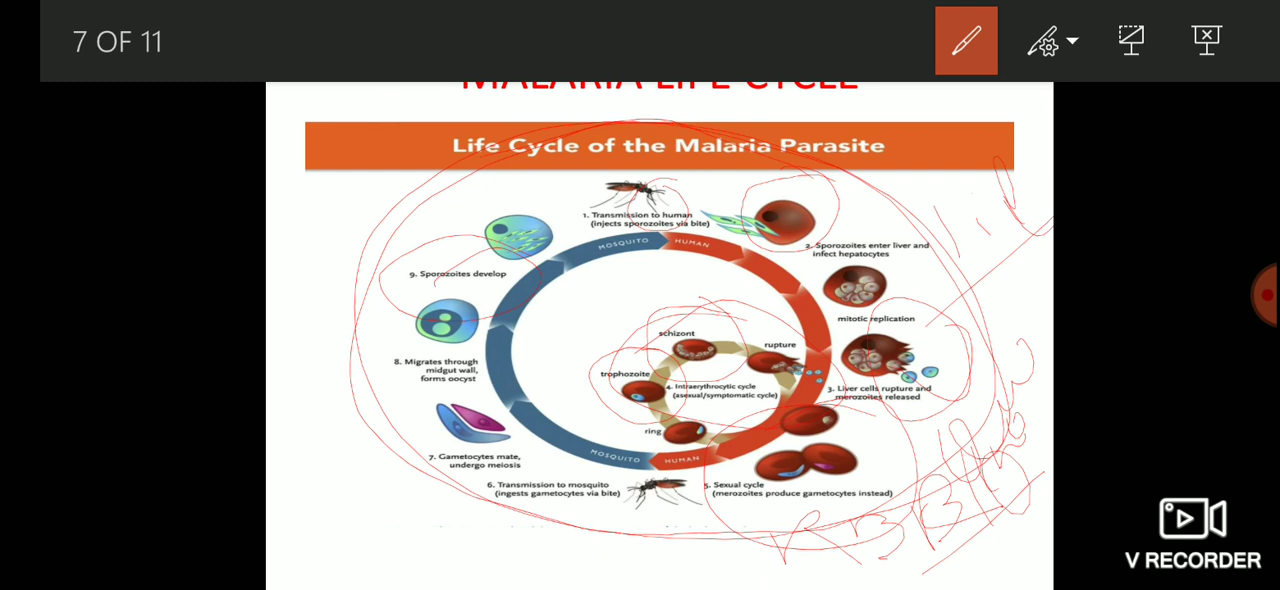 7 OF 11
MALARIA LIFE CYCLE
Life Cycle of the Malaria Parasite
1. Transmission to human
(injects sporozoites via bite)
MOSQUITO
HUMAN
2. Sporozoites enter liver and
infect hepatocytes
9. Sporozoites develop
mitotic replication
schizont
rupture
8. Migrates through
midgut wall,
forms oocyst
trophozoite
4. Intraerythrocytic cycle
(asexual/symptomatic cycle)
3. Liver cells rupture and
merozoites released
ring
7. Gametocytes mate,
undergo meiosis
MOSQUITO
HUMAN
6. Transmission to mosquito
(ingests gametocytes via bite)
5. Sexual cycle
(merozoites produce gametocytes instead)
V RECORDER